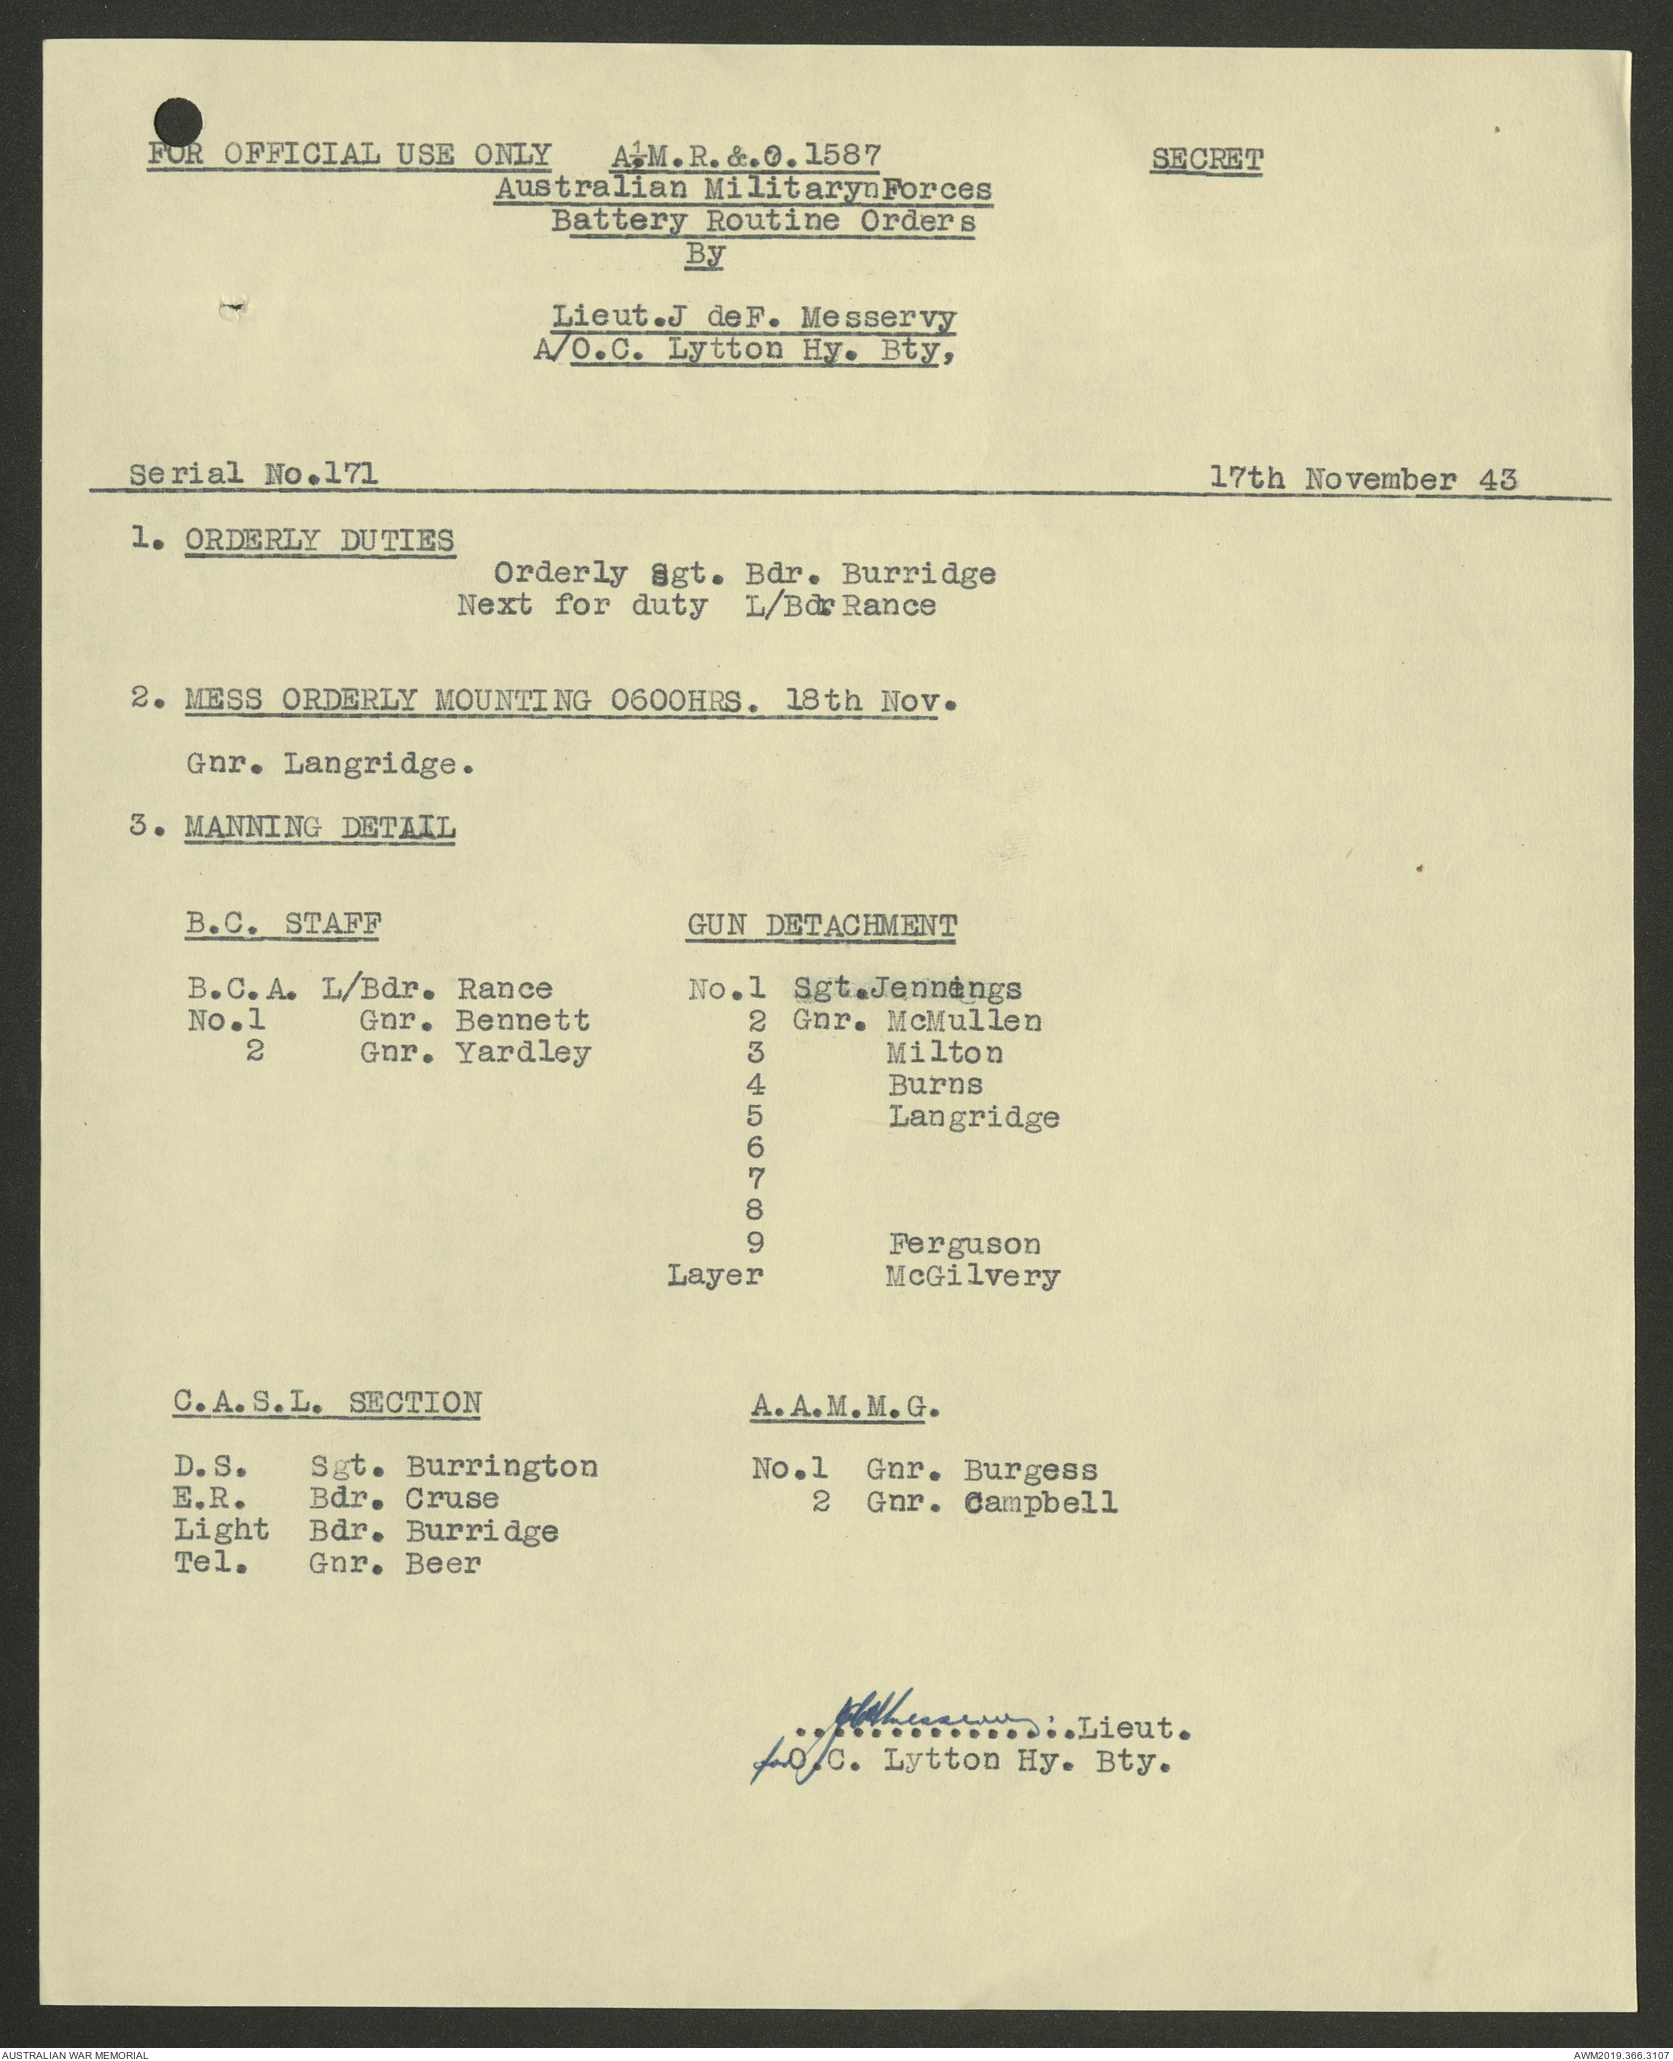 FOR OFFICIAL USE ONLY A.M.R.&.O.1587 SECRET
Australian MilitarynForces
Battery Routine Orders
By
Lieut.J deF. Messervy
A/O.C. Lytton Hy. Bty,
Serial No.171 17th November 43
1. ORDERLY DUTIES
Orderly Sgt. Bdr. Burridge
Next for duty L/Bdr Rance
2. MESS ORDERLY MOUNTING 0600HRS. 18th Nov.
Gnr. Langridge.
3. MANNING DETAIL
B.C. STAFF
B.C.A. L/Bdr. Rance
No.1 Gnr. Bennett
2 Gnr. Yardley
GUN DETACHMENT
No.1 Sgt.Jennings
2 Gnr. McMullen
3 Milton
4 Burns
5 Langridge
6
7
8
9 Ferguson
Layer McGilvery
C.A.S.L. SECTION
D.S. Sgt. Burrington
E.R. Bdr. Cruse
Light Bdr. Burridge
Tel. Gnr. Beer
A.A.M.M.G.
No.1 Gnr. Burgess
2 Gnr. Campbell
JdeFMesservy ...............Lieut.
for O.C. Lytton Hy. Bty.
AUSTRALIAN WAR MEMORIAL AWM2019.366.3107